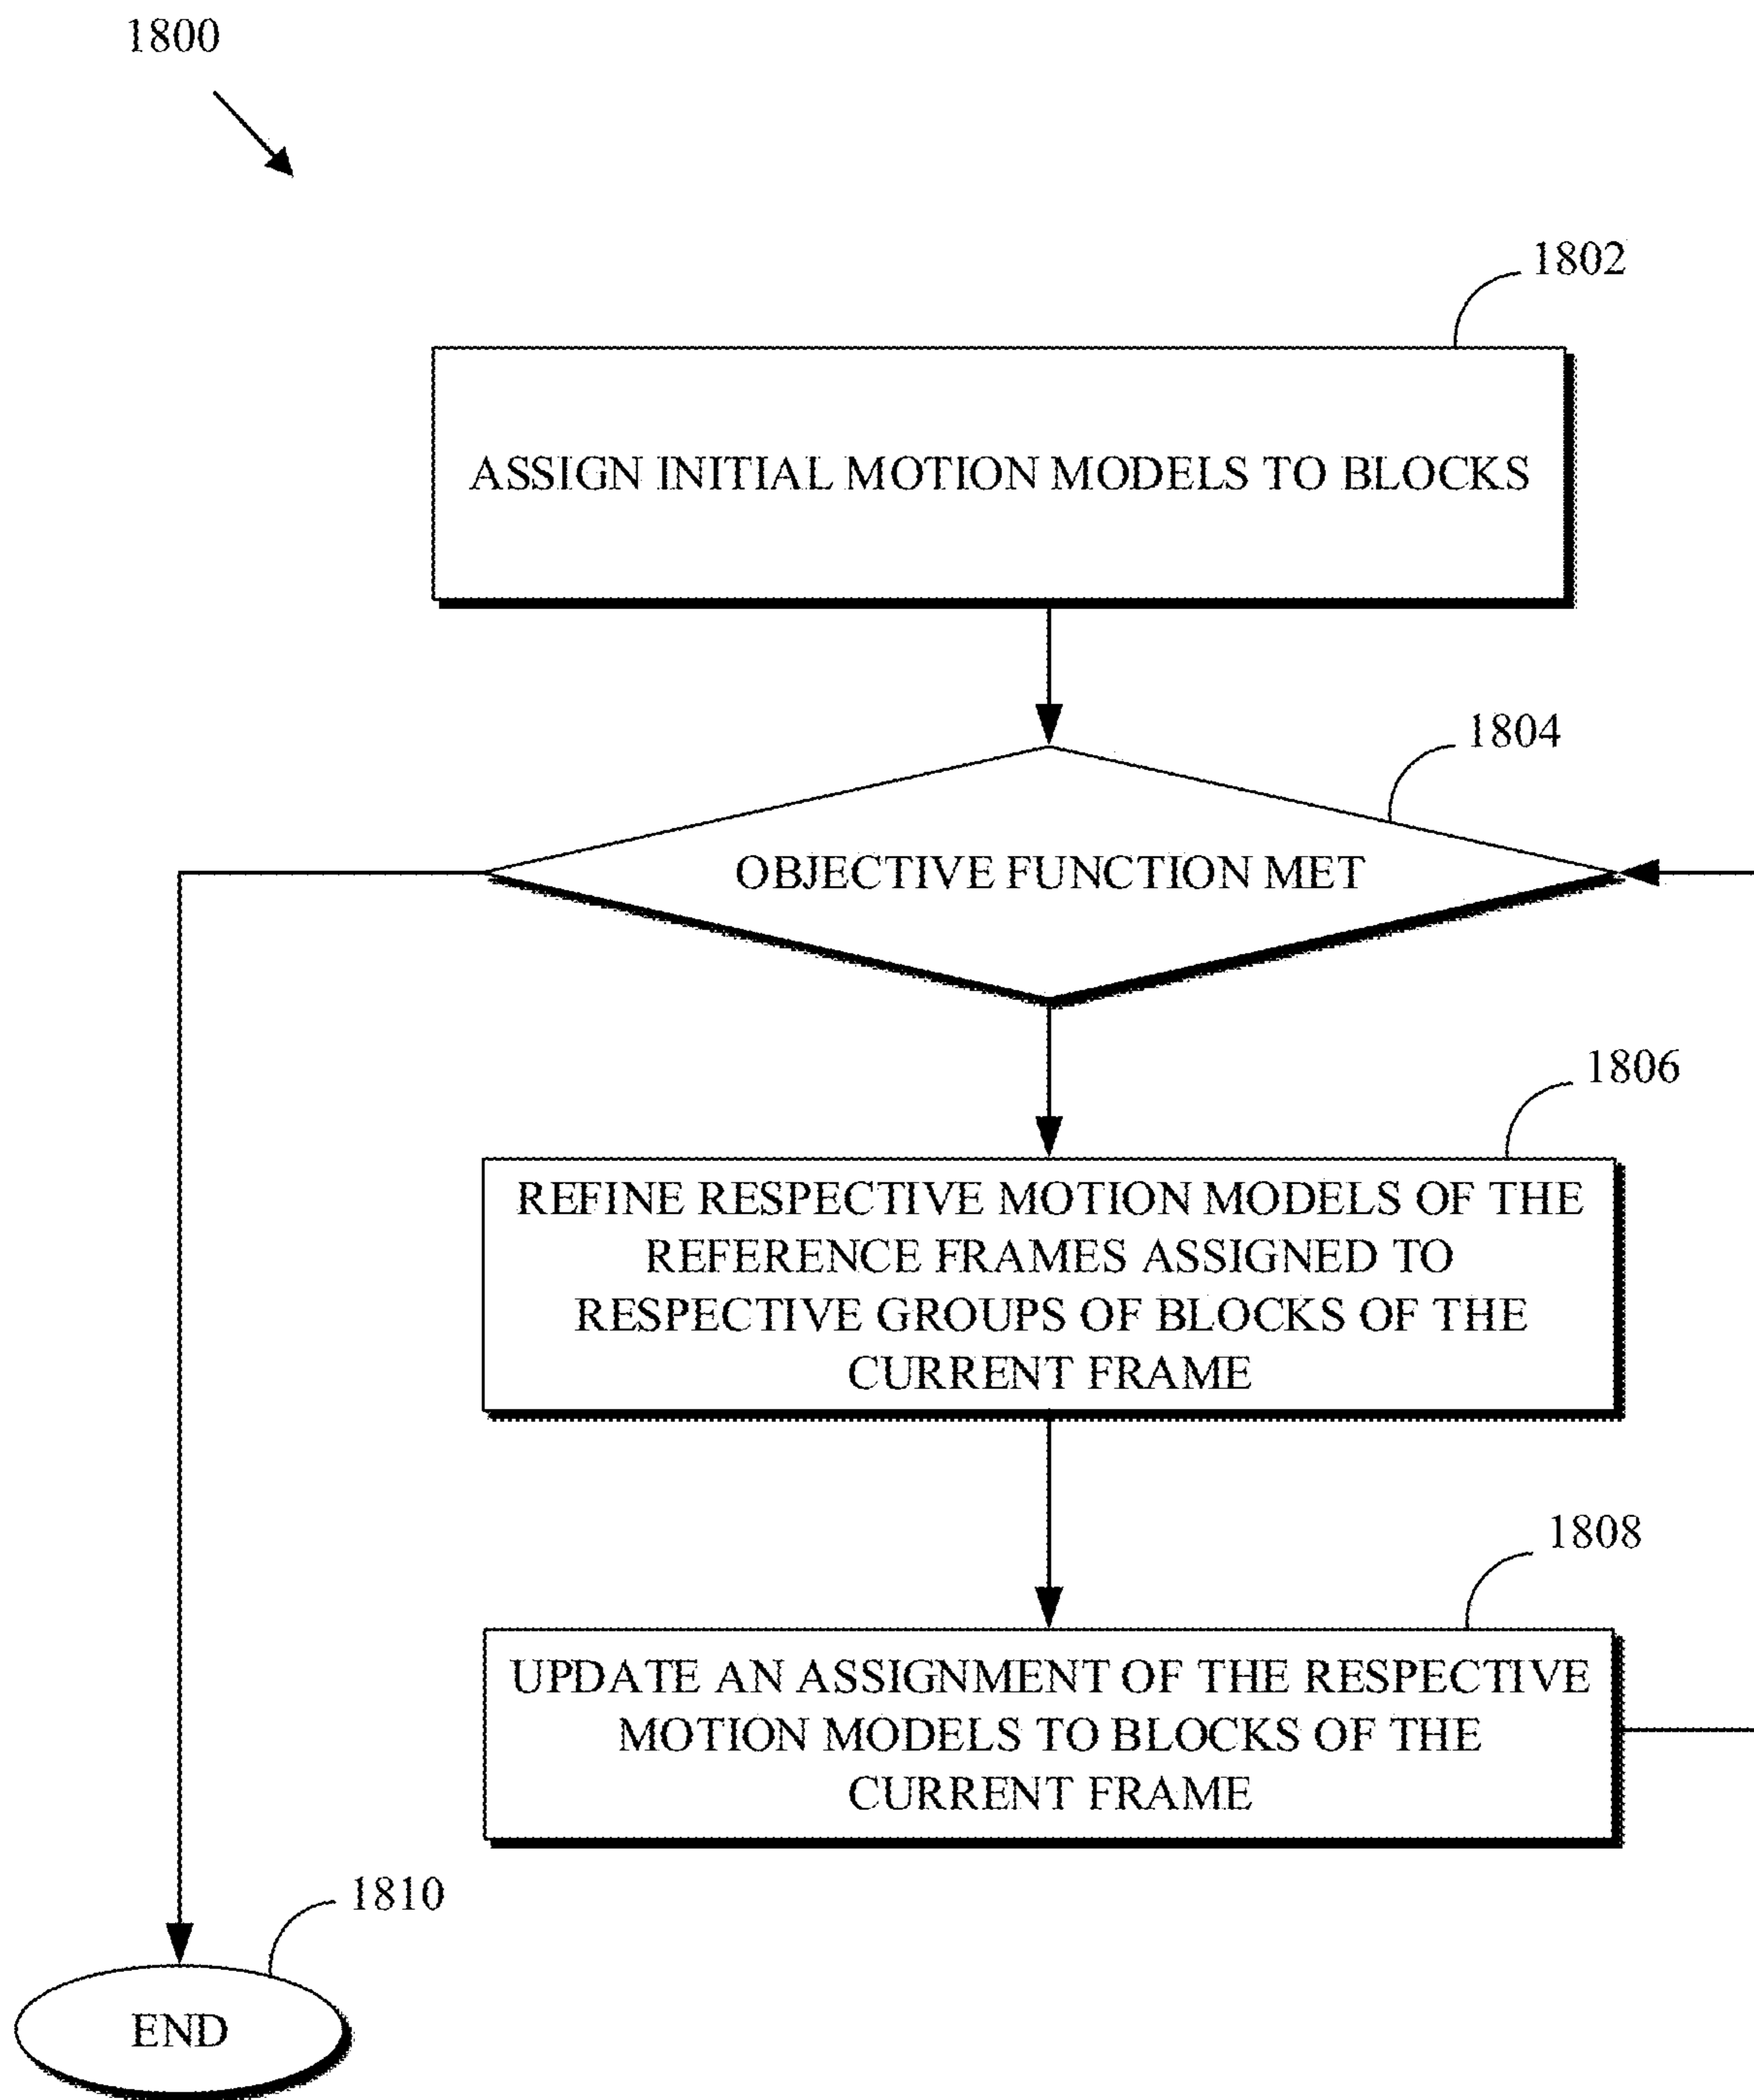 1800
1802
ASSIGN INITIAL MOTION MODELS TO BLOCKS
1804
OBJECTIVE FUNCTION MET
1806
REFINE RESPECTIVE MOTION MODELS OF THE
REFERENCE FRAMES ASSIGNED TO
RESPECTIVE GROUPS OF BLOCKS OF THE
CURRENT FRAME
1808
UPDATE AN ASSIGNMENT OF THE RESPECTIVE
MOTION MODELS TO BLOCKS OF THE
CURRENT FRAME
1810
END